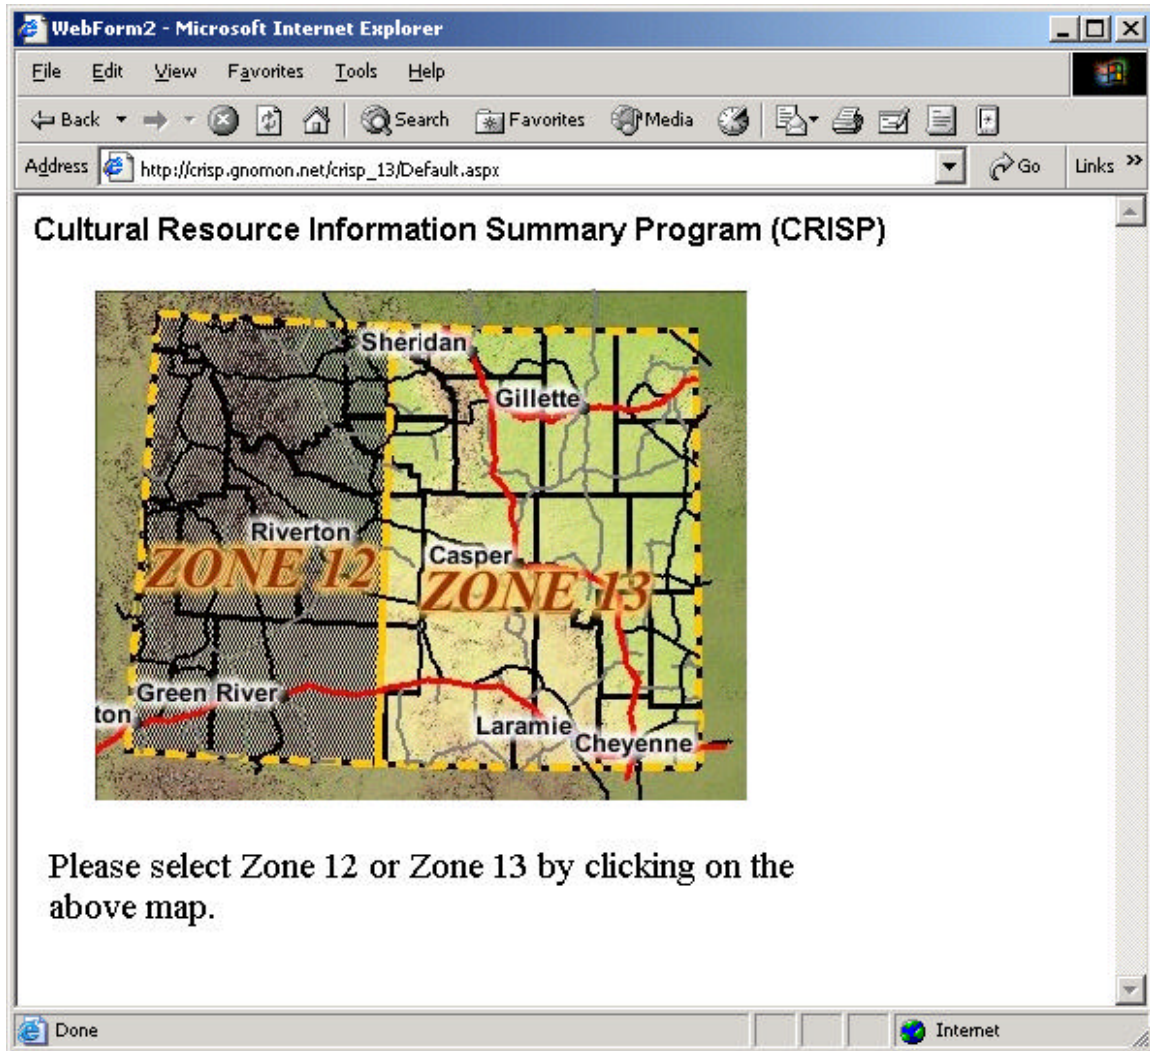 WebForm2 - Microsoft Internet Explorer
File Edit View Favorites Tools Help
Back Search Favorites Media
Address http://crisp.gnomon.net/crisp_13/Default.aspx Go Links »
Cultural Resource Information Summary Program (CRISP)
Sheridan
Gillette
Riverton
Casper
ZONE 12
ZONE 13
Green River
ton
Laramie
Cheyenne
Please select Zone 12 or Zone 13 by clicking on the
above map.
Done Internet